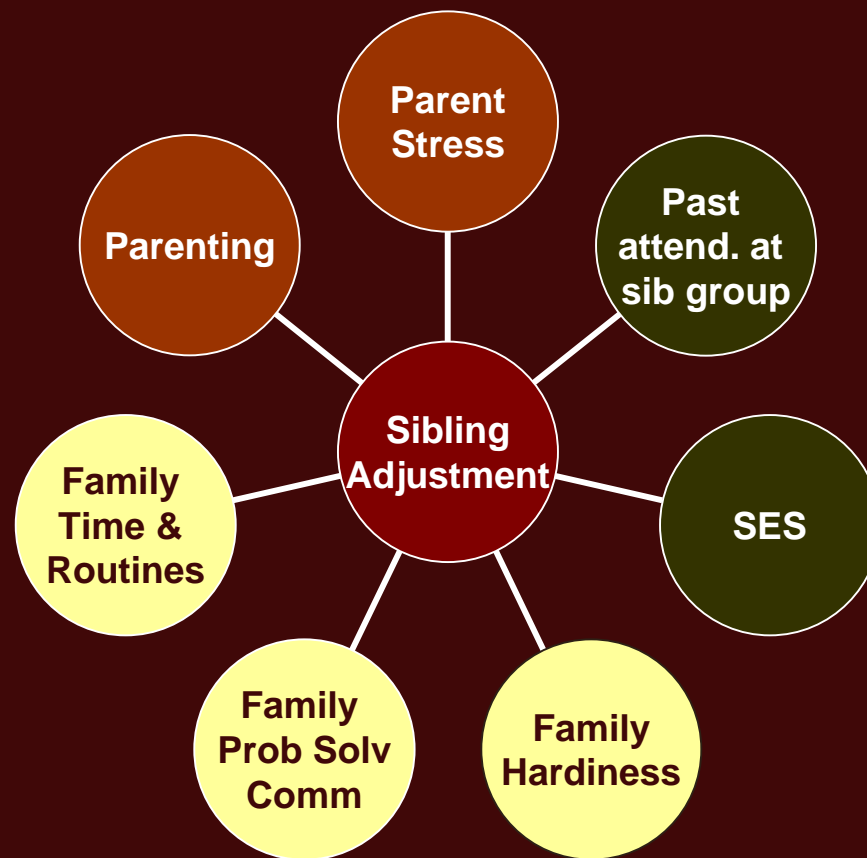 Parent
Stress
Past
attend. at
sib group
Parenting
Sibling
Adjustment
Family
Time &
Routines
SES
Family
Prob Solv
Comm
Family
Hardiness